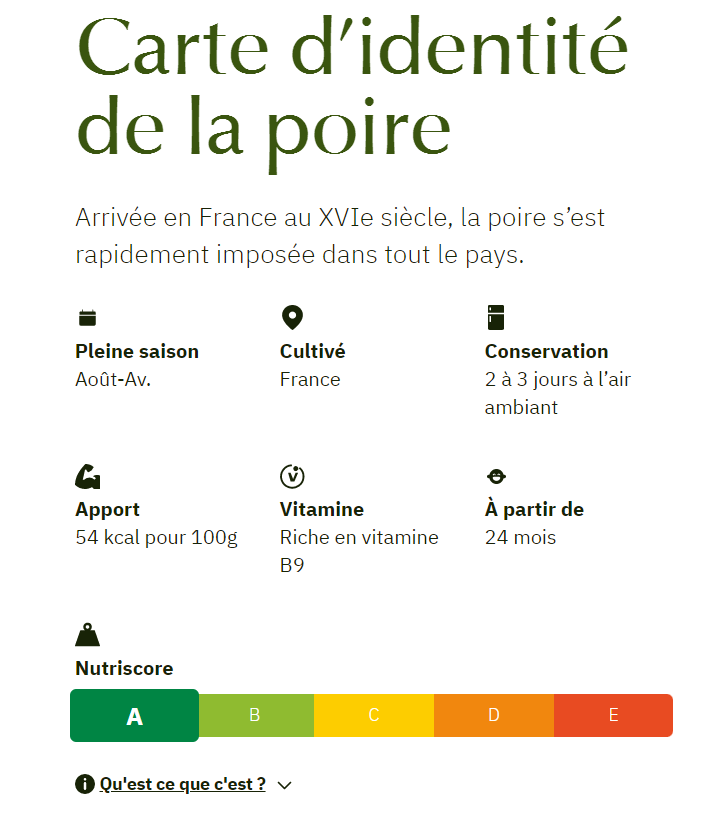 Carte d’identité
de la poire
Arrivée en France au XVIe siècle, la poire s’est
rapidement imposée dans tout le pays.
Pleine saison
Août-Av.
Cultivé
France
Conservation
2 à 3 jours à l’air
ambiant
Apport
54 kcal pour 100g
Vitamine
Riche en vitamine
B9
À partir de
24 mois
Nutriscore
A B C D E
Qu'est ce que c'est ?